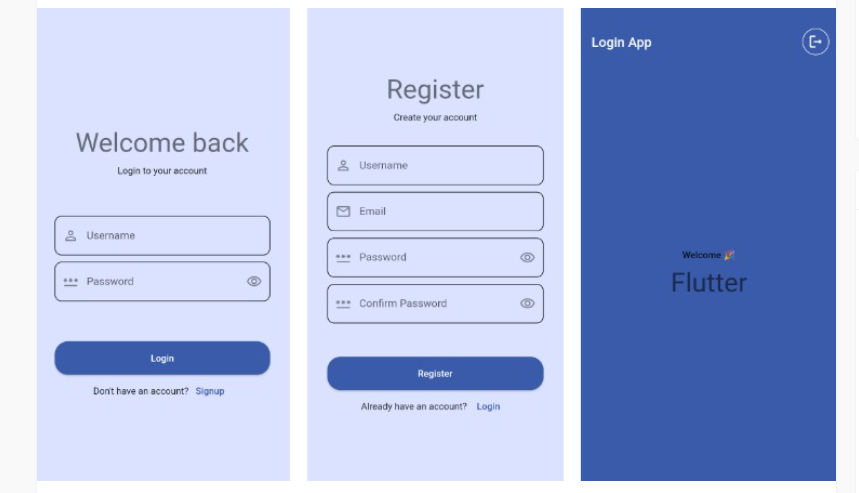 Welcome back
Login to your account
Username
Password
Login
Don't have an account? Signup
Register
Create your account
Username
Email
Password
Confirm Password
Register
Already have an account? Login
Login App
Welcome 🎉
Flutter